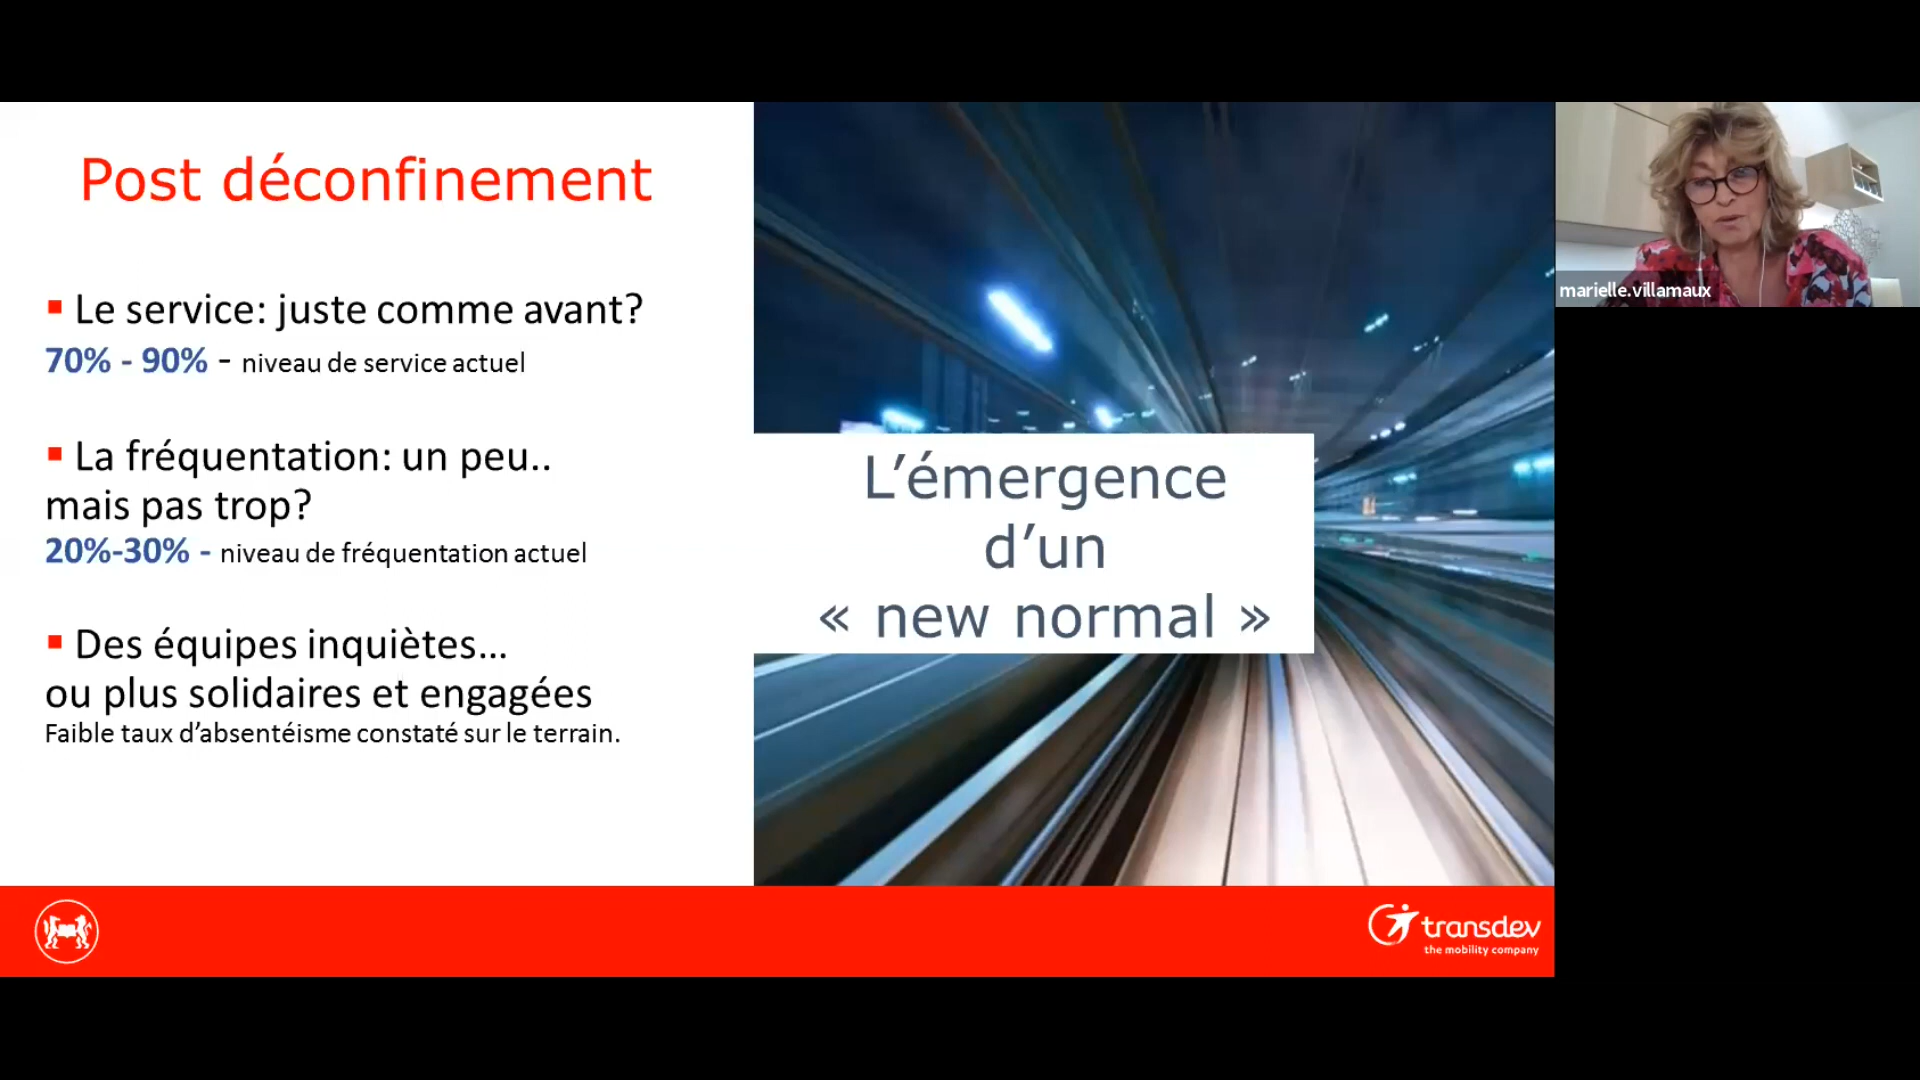 Post déconfinement
▪ Le service: juste comme avant?
70% - 90% - niveau de service actuel
▪ La fréquentation: un peu..
mais pas trop?
20%-30% - niveau de fréquentation actuel
▪ Des équipes inquiètes...
ou plus solidaires et engagées
Faible taux d’absentéisme constaté sur le terrain.
L’émergence
d’un
« new normal »
marielle.villamaux
transdev
the mobility company